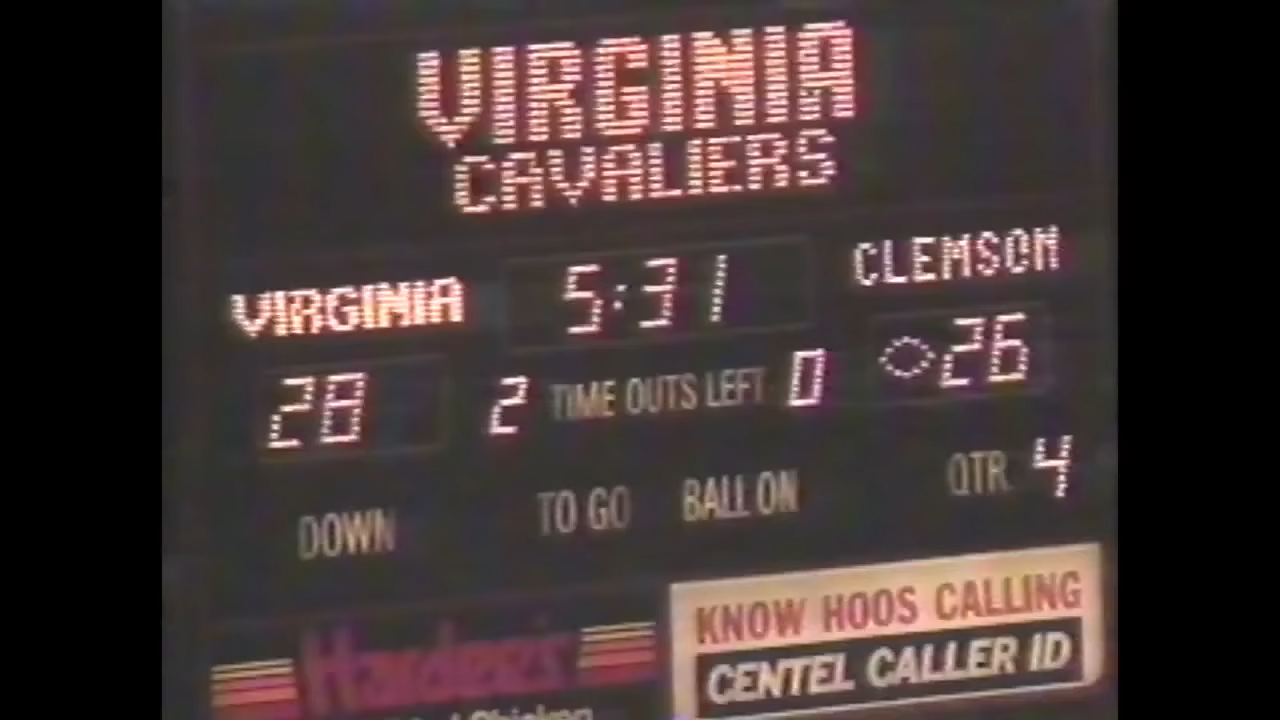 VIRGINIA
CAVALIERS
VIRGINIA 5:31 CLEMSON
28 2 TIME OUTS LEFT 0 26
DOWN TO GO BALL ON QTR 4
Hardee's
Chicken
KNOW HOOS CALLING
CENTEL CALLER ID